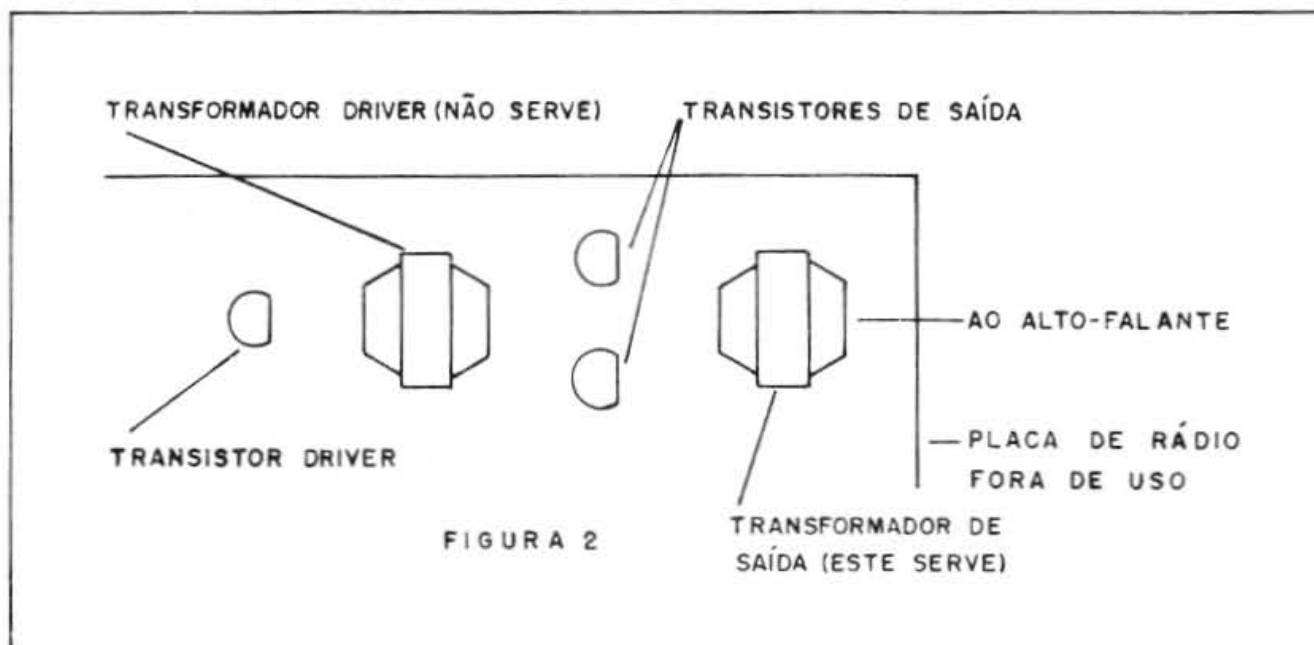 TRANSFORMADOR DRIVER (NÃO SERVE)
TRANSISTORES DE SAÍDA
AO ALTO-FALANTE
TRANSISTOR DRIVER
PLACA DE RÁDIO
FORA DE USO
TRANSFORMADOR DE
SAÍDA (ESTE SERVE)
FIGURA 2